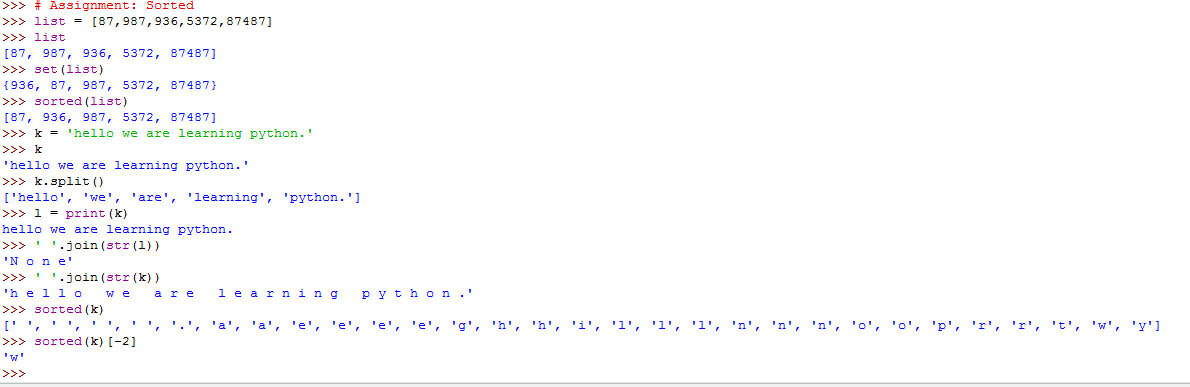 >>> # Assignment: Sorted
>>> list = [87,987,936,5372,87487]
>>> list
[87, 987, 936, 5372, 87487]
>>> set(list)
{936, 87, 987, 5372, 87487}
>>> sorted(list)
[87, 936, 987, 5372, 87487]
>>> k = 'hello we are learning python.'
>>> k
'hello we are learning python.'
>>> k.split()
['hello', 'we', 'are', 'learning', 'python.']
>>> l = print(k)
hello we are learning python.
>>> ' '.join(str(l))
'N o n e'
>>> ' '.join(str(k))
'h e l l o   w e   a r e   l e a r n i n g   p y t h o n .'
>>> sorted(k)
[' ', ' ', ' ', ' ', '.', 'a', 'a', 'e', 'e', 'e', 'e', 'g', 'h', 'h', 'i', 'l', 'l', 'l', 'n', 'n', 'n', 'o', 'o', 'p', 'r', 'r', 't', 'w', 'y']
>>> sorted(k)[-2]
'w'
>>>